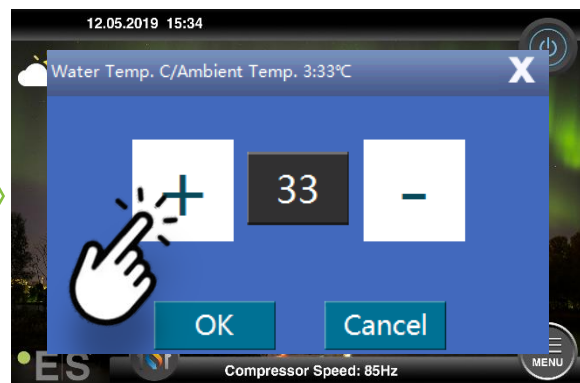 12.05.2019 15:34
Water Temp. C/Ambient Temp. 3:33℃
X
+ 33 -
OK Cancel
ES
Compressor Speed: 85Hz
MENU